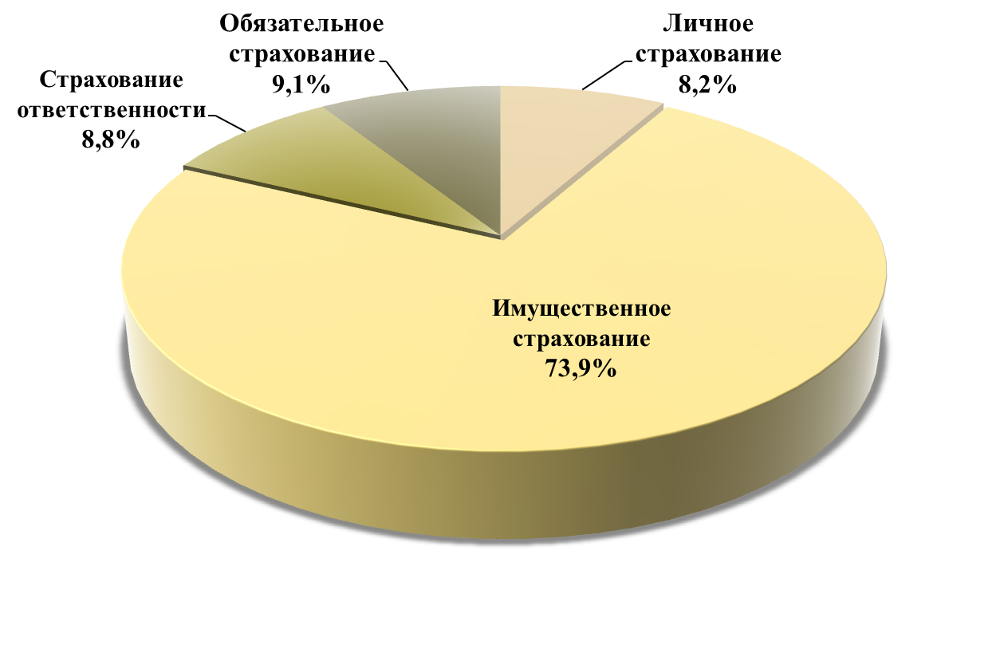 Обязательное
страхование
9,1%
Личное
страхование
8,2%
Страхование
ответственности
8,8%
Имущественное
страхование
73,9%